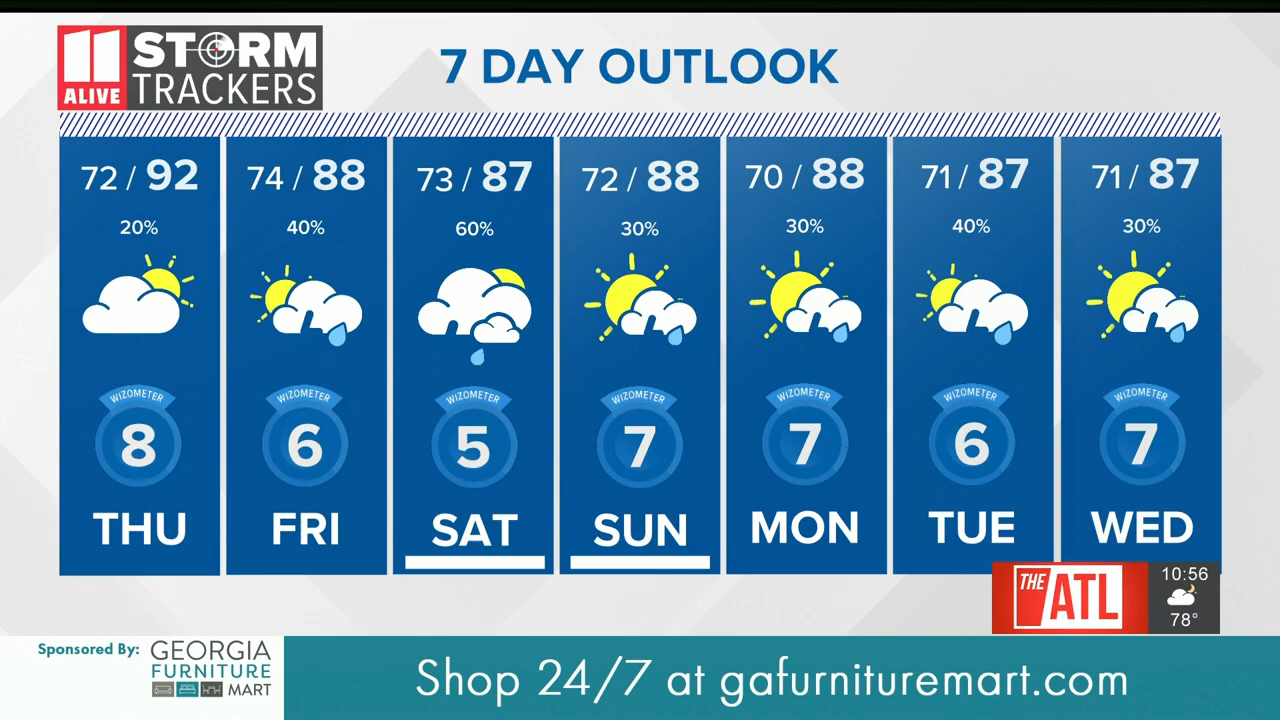 11 STORM
ALIVE TRACKERS
7 DAY OUTLOOK
72 / 92
20%
WIZOMETER
8
THU
74 / 88
40%
WIZOMETER
6
FRI
73 / 87
60%
WIZOMETER
5
SAT
72 / 88
30%
WIZOMETER
7
SUN
70 / 88
30%
WIZOMETER
7
MON
71 / 87
40%
WIZOMETER
6
TUE
71 / 87
30%
WIZOMETER
7
WED
THE ATL
10:56
78°
Sponsored By:
GEORGIA
FURNITURE
MART
Shop 24/7 at gafurnituremart.com